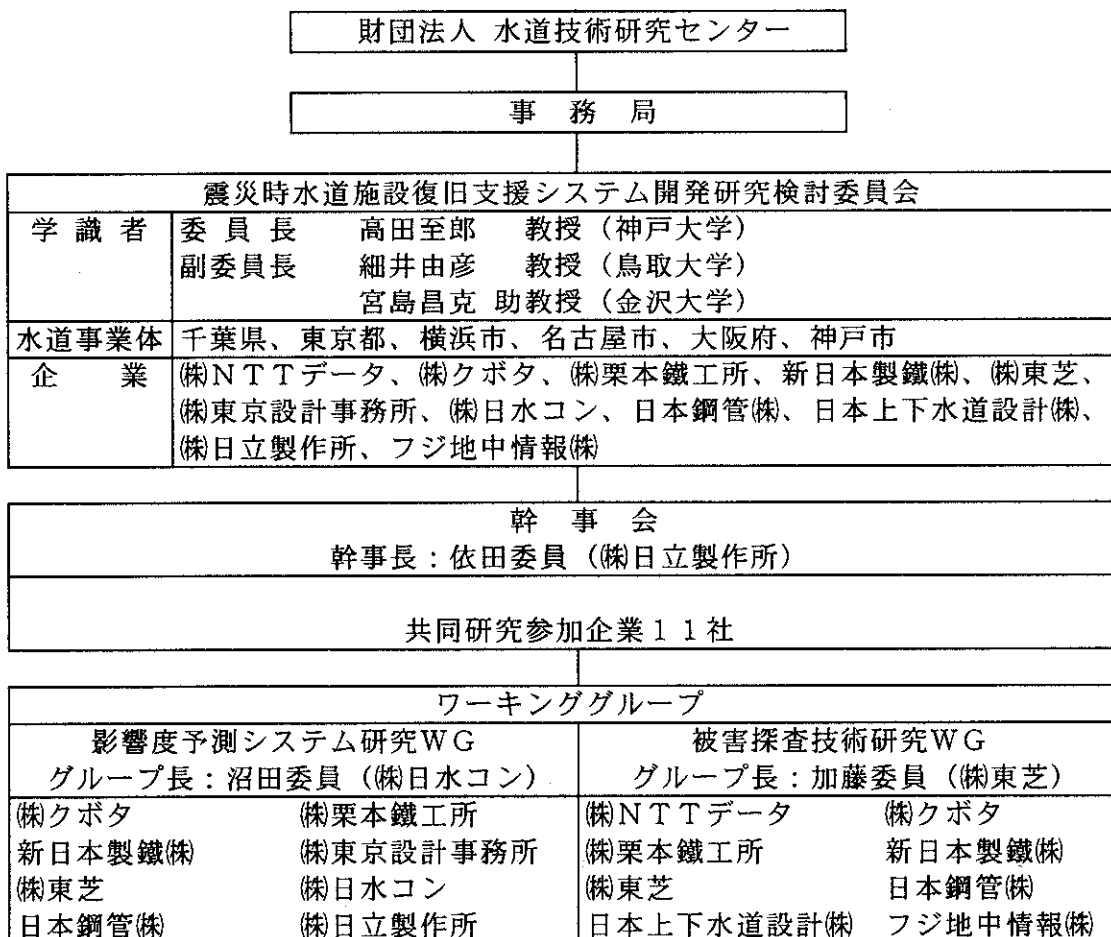 財団法人 水道技術研究センター
事 務 局
震災時水道施設復旧支援システム開発研究検討委員会
学 識 者 委 員 長 高田至郎 教授（神戸大学）
副委員長 細井由彦 教授（鳥取大学）
宮島昌克 助教授（金沢大学）
水道事業体 千葉県、東京都、横浜市、名古屋市、大阪府、神戸市
企 業 ㈱ＮＴＴデータ、㈱クボタ、㈱栗本鐵工所、新日本製鐵㈱、㈱東芝、
㈱東京設計事務所、㈱日水コン、日本鋼管㈱、日本上下水道設計㈱、
㈱日立製作所、フジ地中情報㈱
幹 事 会
幹事長：依田委員（㈱日立製作所）
共同研究参加企業１１社
ワーキンググループ
影響度予測システム研究ＷＧ
グループ長：沼田委員（㈱日水コン）
㈱クボタ ㈱栗本鐵工所
新日本製鐵㈱ ㈱東京設計事務所
㈱東芝 ㈱日水コン
日本鋼管㈱ ㈱日立製作所
被害探査技術研究ＷＧ
グループ長：加藤委員（㈱東芝）
㈱ＮＴＴデータ ㈱クボタ
㈱栗本鐵工所 新日本製鐵㈱
㈱東芝 日本鋼管㈱
日本上下水道設計㈱ フジ地中情報㈱